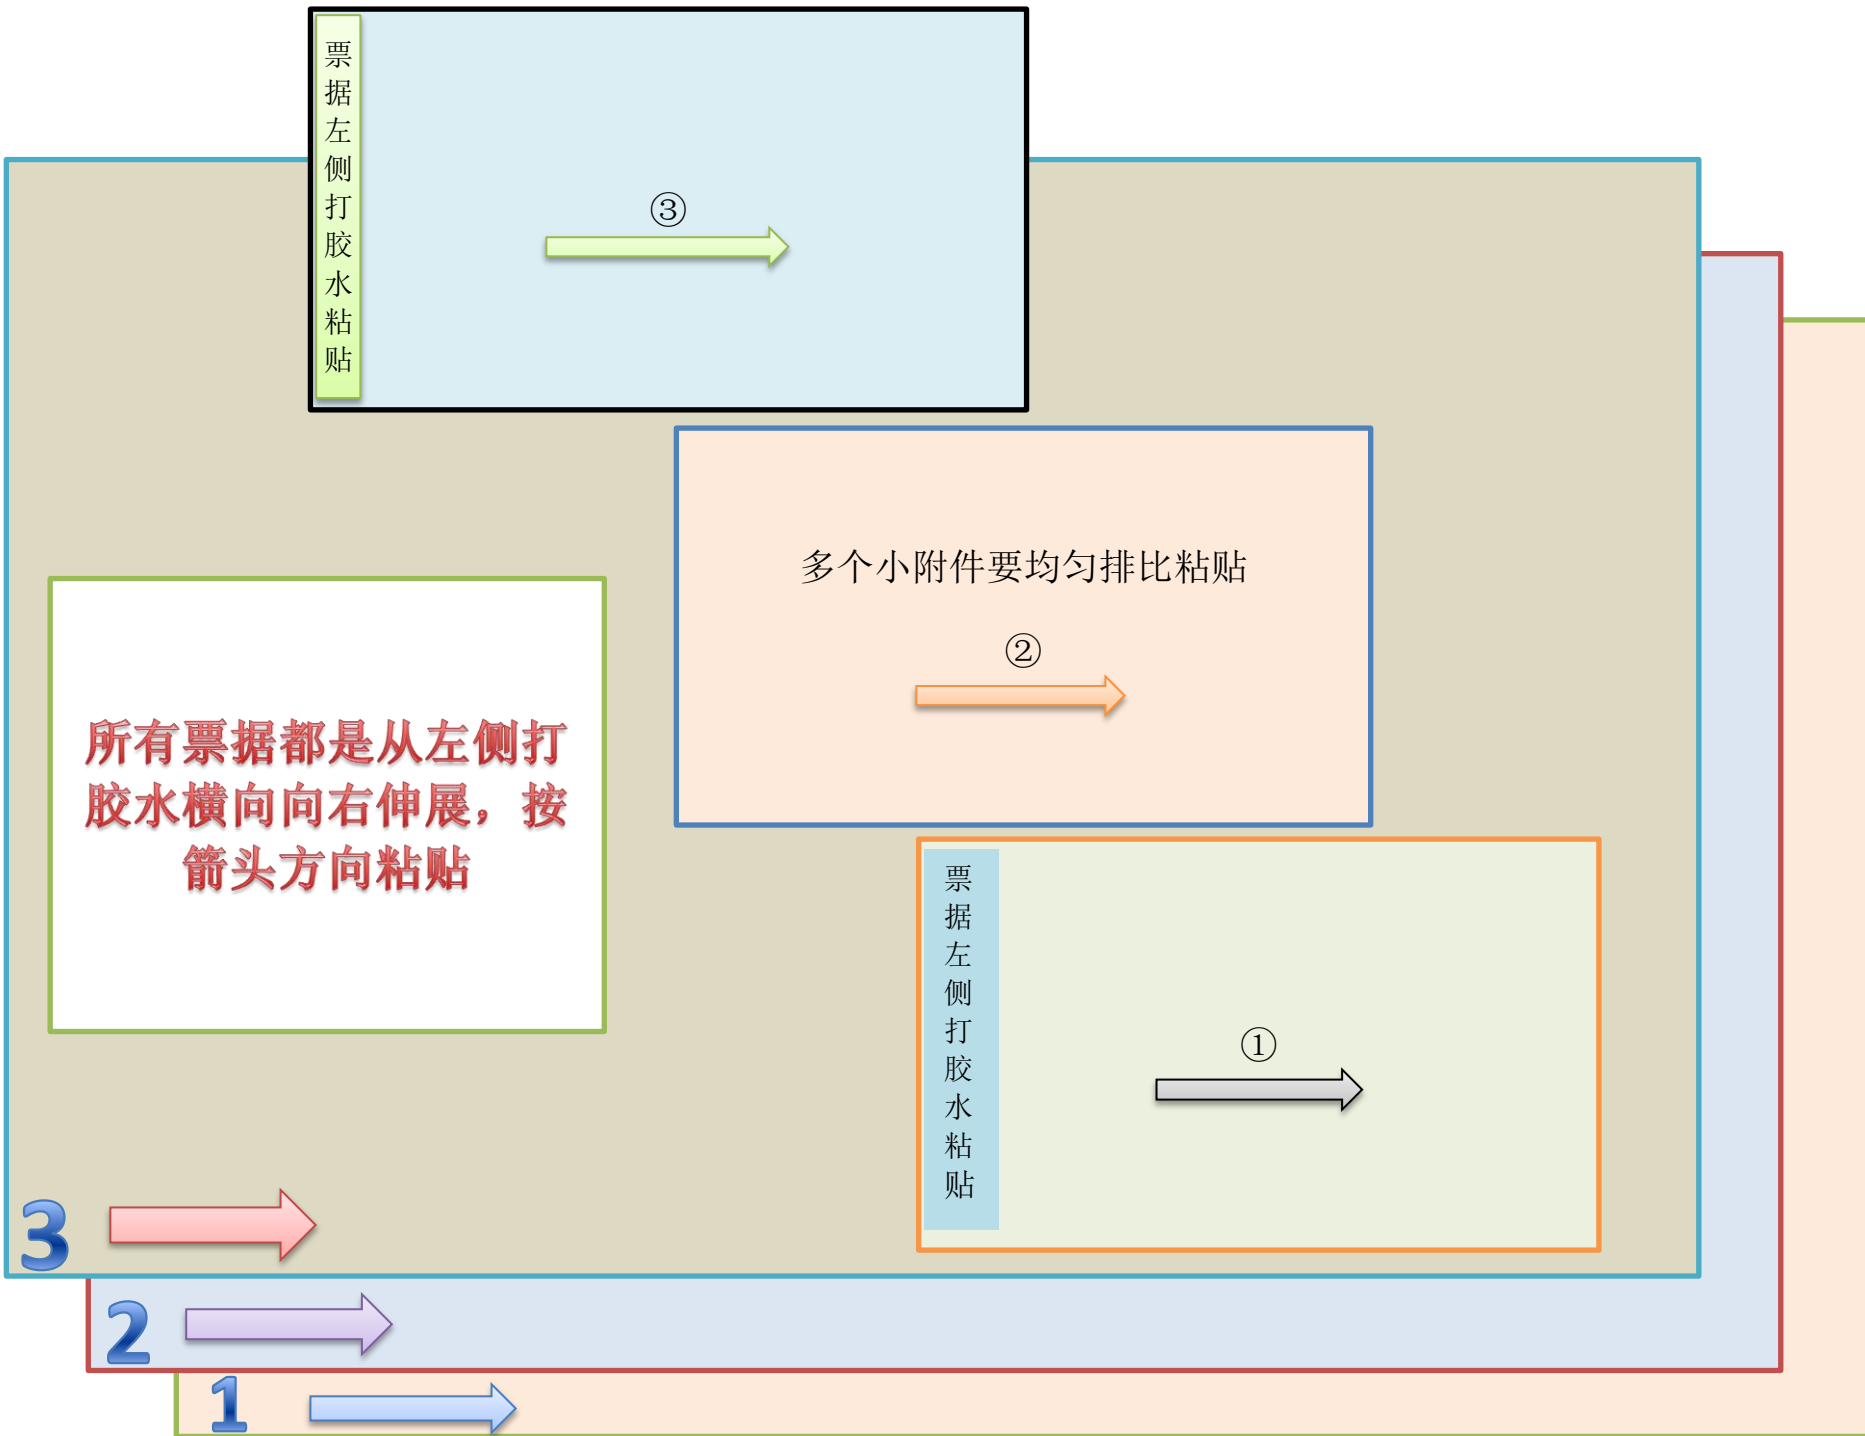 票据左侧打胶水粘贴
③
多个小附件要均匀排比粘贴
②
所有票据都是从左侧打
胶水横向向右伸展，按
箭头方向粘贴
票据左侧打胶水粘贴
①
3
2
1